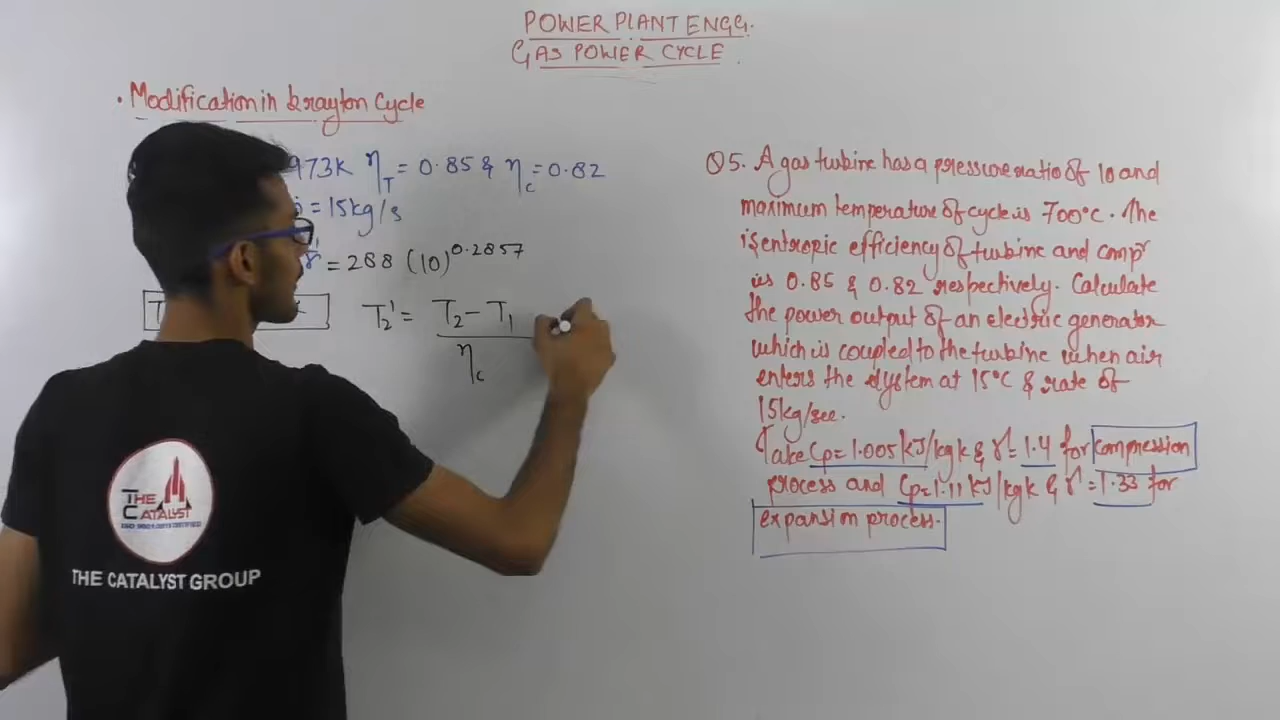 POWER PLANT ENGG.
GAS POWER CYCLE
. Modification in brayton Cycle
973K η_T = 0.85 & η_c = 0.82
= 15kg/s
= 288 (10)^0.2857
T
T₂' = T₂ - T₁
η_c
Q5. A gas turbine has a pressure ratio of 10 and
maximum temperature of cycle is 700°c. The
isentropic efficiency of turbine and compr
is 0.85 & 0.82 respectively. Calculate
the power output of an electric generator
which is coupled to the turbine when air
enters the system at 15°C & rate of
15kg/sec.
Take Cp=1.005 kJ/kg k & γ = 1.4 for compression
process and Cp=1.11 kJ/kg k & γ = 1.33 for
expansion process.
THE
CATALYST
THE CATALYST GROUP